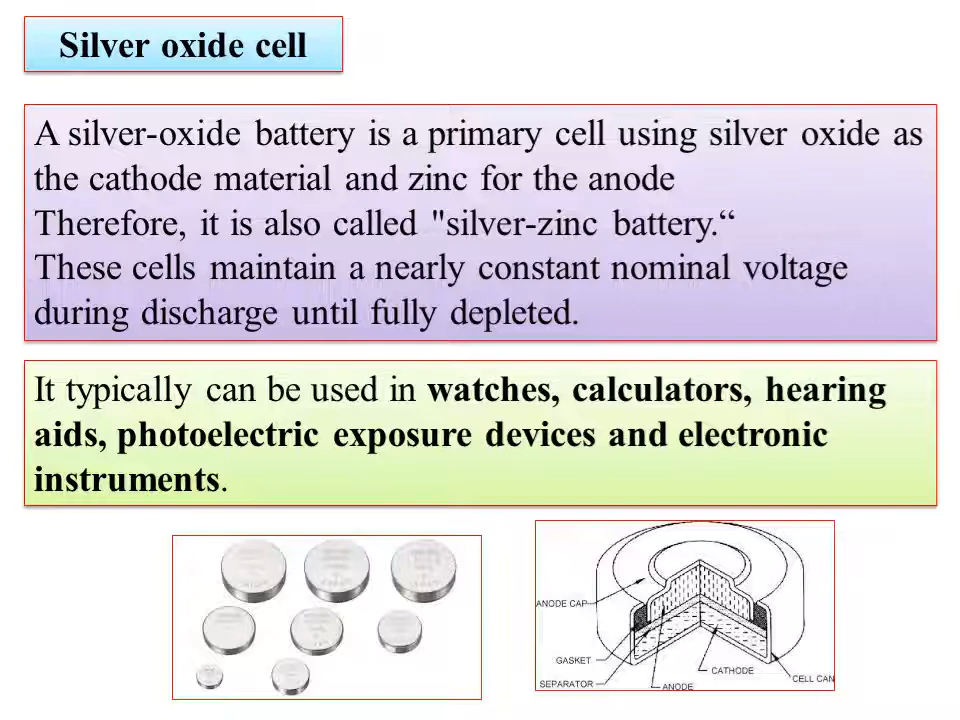 Silver oxide cell
A silver-oxide battery is a primary cell using silver oxide as
the cathode material and zinc for the anode
Therefore, it is also called "silver-zinc battery.“
These cells maintain a nearly constant nominal voltage
during discharge until fully depleted.
It typically can be used in watches, calculators, hearing
aids, photoelectric exposure devices and electronic
instruments.
ANODE CAP
GASKET
SEPARATOR
ANODE
CATHODE
CELL CAN